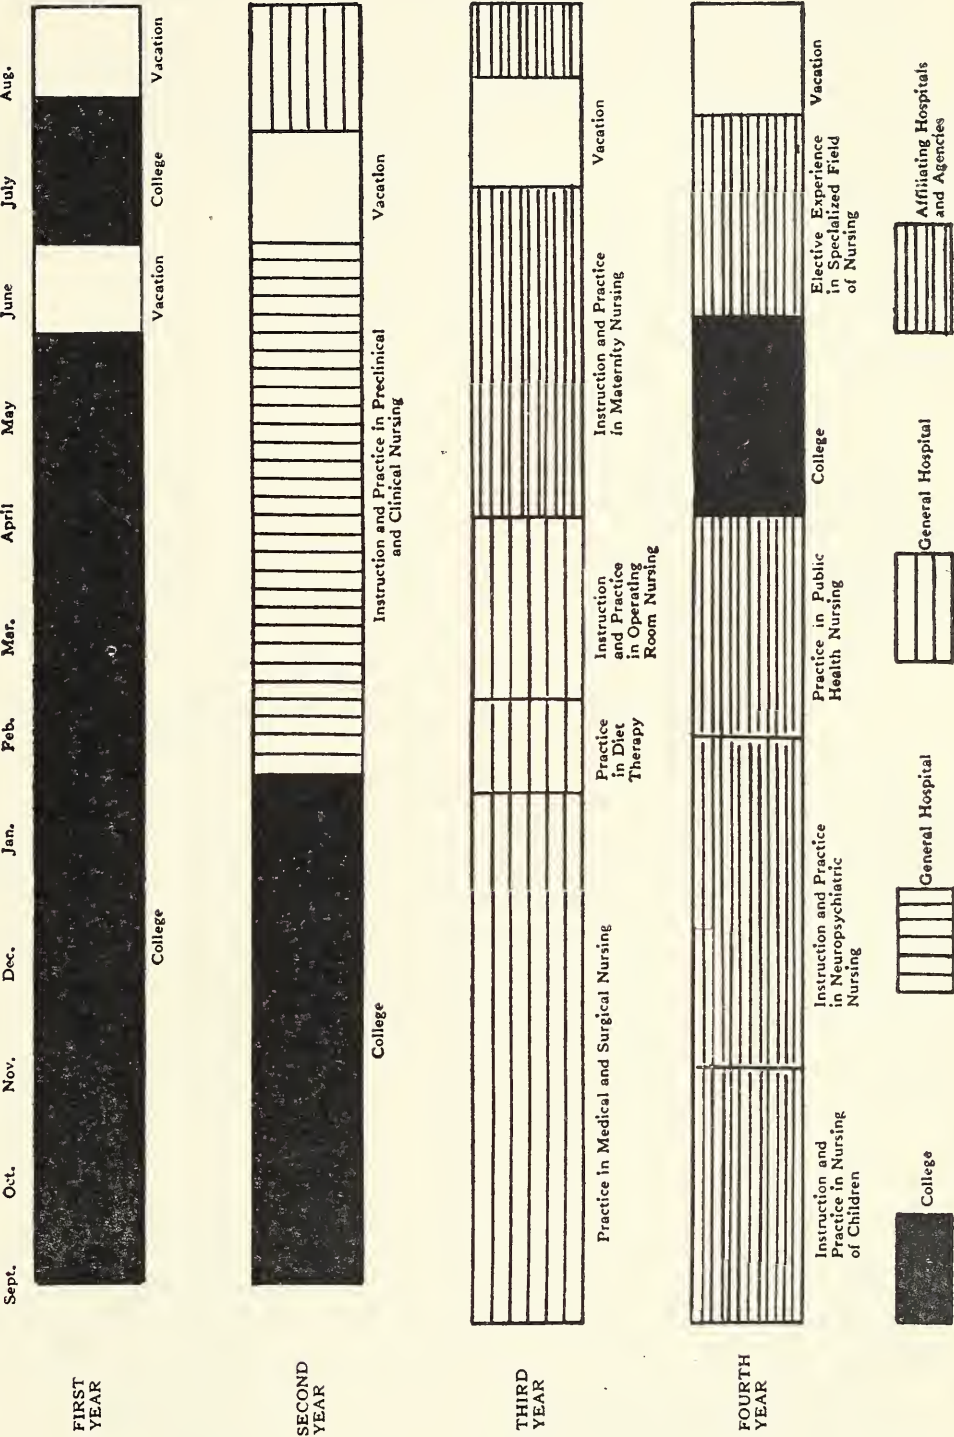 Sept.
Oct.
Nov.
Dec.
Jan.
Feb.
Mar.
April
May
June
July
Aug.
FIRST
YEAR
College
Vacation
College
Vacation
SECOND
YEAR
College
Instruction and Practice in Preclinical
and Clinical Nursing
Vacation
THIRD
YEAR
Practice in Medical and Surgical Nursing
Practice
in Diet
Therapy
Instruction
and Practice
in Operating
Room Nursing
Instruction and Practice
in Maternity Nursing
Vacation
FOURTH
YEAR
Instruction and
Practice in Nursing
of Children
Instruction and Practice
in Neuropsychiatric
Nursing
Practice in Public
Health Nursing
College
Elective Experience
in Specialized Field
of Nursing
Vacation
College
General Hospital
General Hospital
Affiliating Hospitals
and Agencies